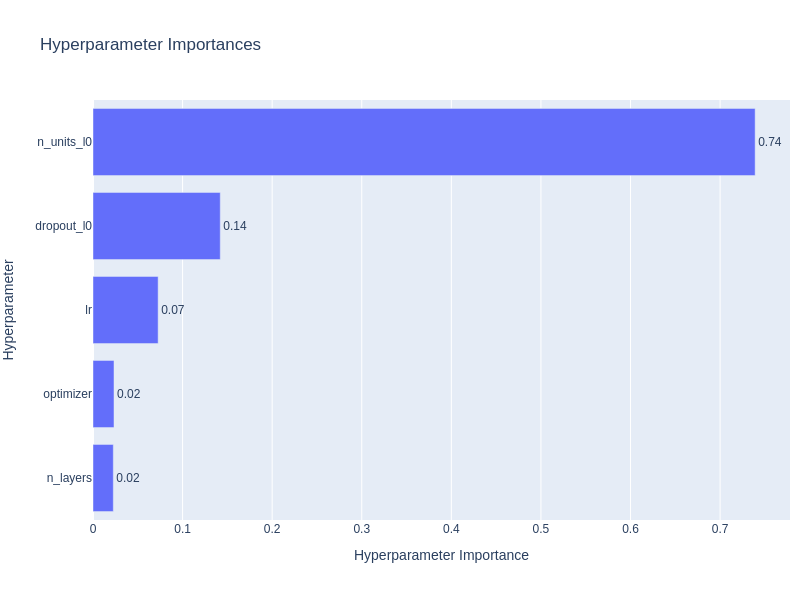 Hyperparameter Importances
n_units_l0
0.74
dropout_l0
0.14
lr
0.07
optimizer
0.02
n_layers
0.02
Hyperparameter
0 0.1 0.2 0.3 0.4 0.5 0.6 0.7
Hyperparameter Importance